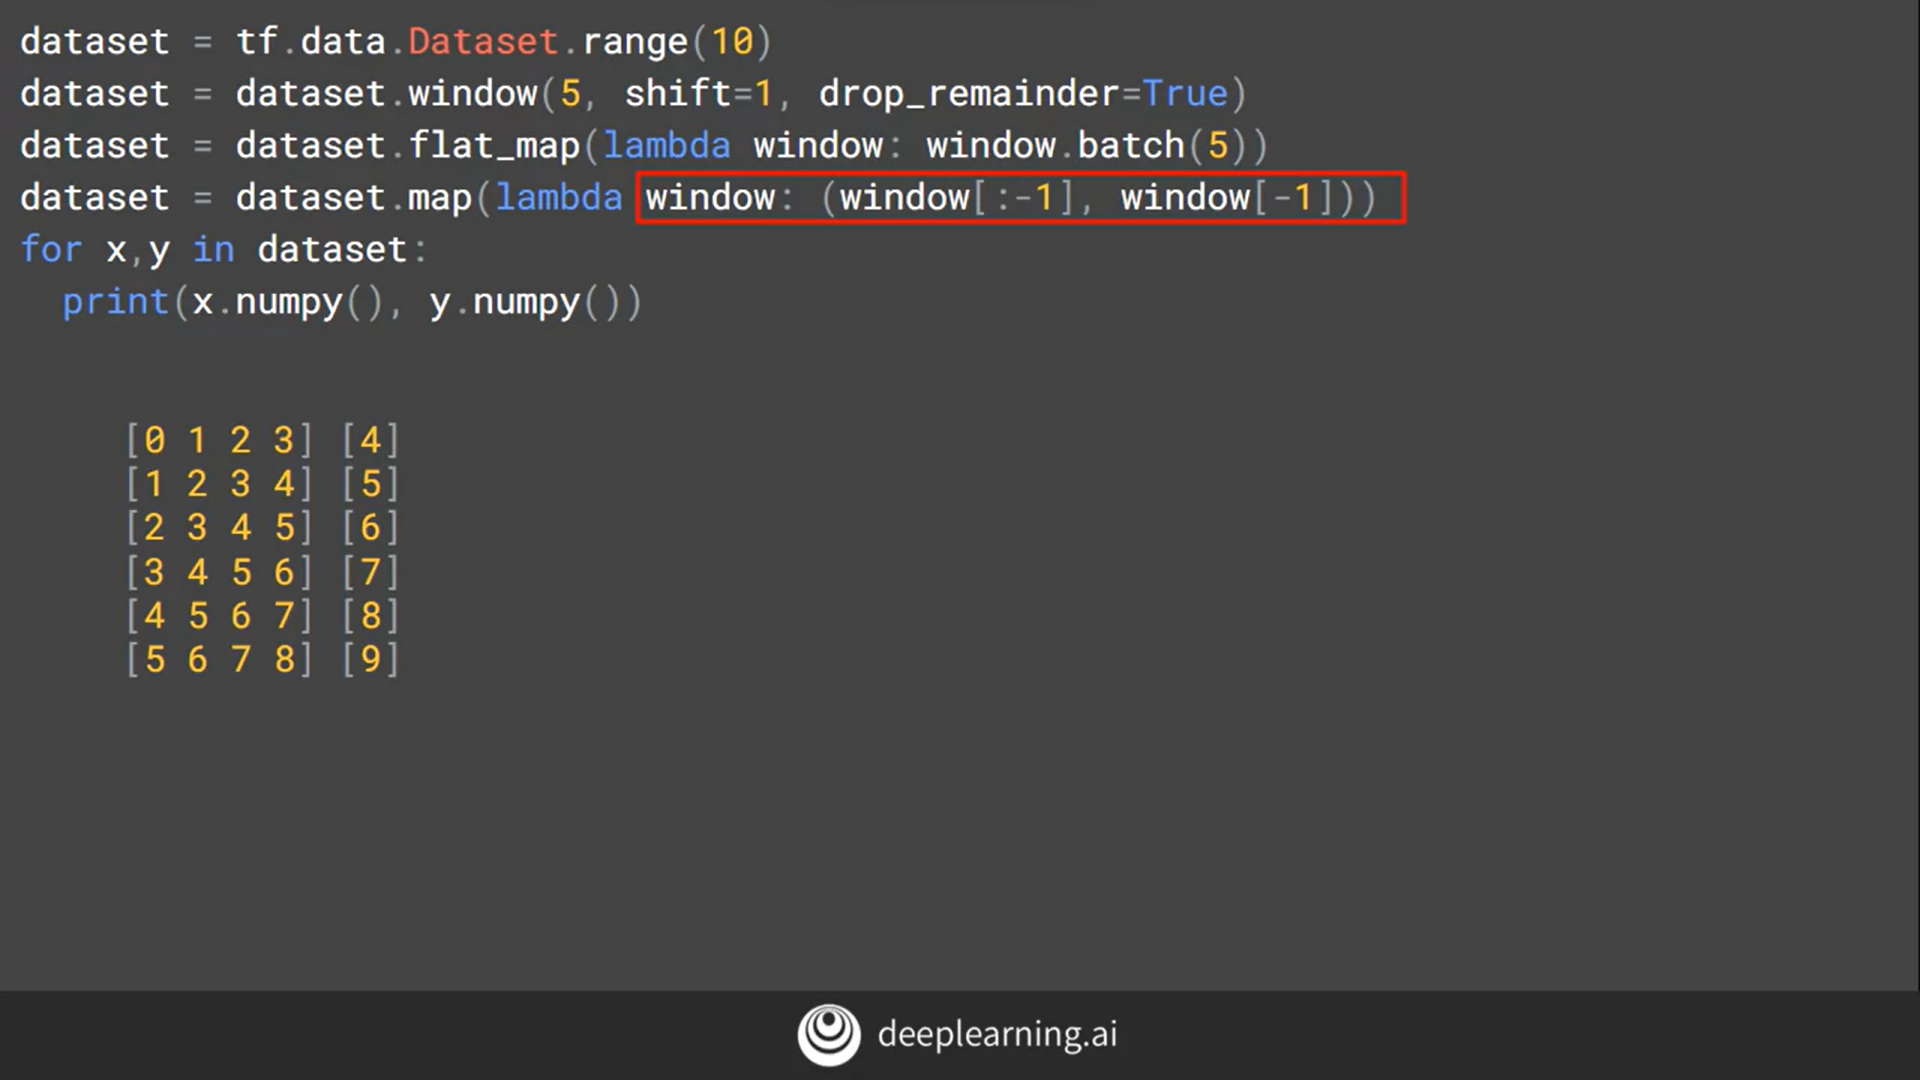 dataset = tf.data.Dataset.range(10)
dataset = dataset.window(5, shift=1, drop_remainder=True)
dataset = dataset.flat_map(lambda window: window.batch(5))
dataset = dataset.map(lambda window: (window[:-1], window[-1]))
for x,y in dataset:
  print(x.numpy(), y.numpy())
[0 1 2 3] [4]
[1 2 3 4] [5]
[2 3 4 5] [6]
[3 4 5 6] [7]
[4 5 6 7] [8]
[5 6 7 8] [9]
deeplearning.ai